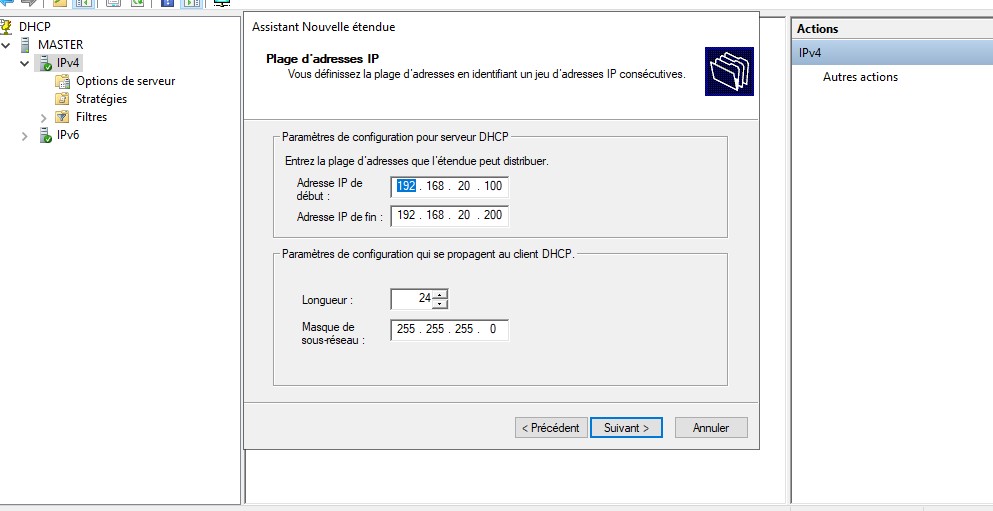 DHCP
MASTER
IPv4
Options de serveur
Stratégies
Filtres
IPv6
Assistant Nouvelle étendue
Plage d'adresses IP
Vous définissez la plage d'adresses en identifiant un jeu d'adresses IP consécutives.
Paramètres de configuration pour serveur DHCP
Entrez la plage d'adresses que l'étendue peut distribuer.
Adresse IP de
début :
192 . 168 . 20 . 100
Adresse IP de fin :
192 . 168 . 20 . 200
Paramètres de configuration qui se propagent au client DHCP.
Longueur :
24
Masque de
sous-réseau :
255 . 255 . 255 . 0
< Précédent
Suivant >
Annuler
Actions
IPv4
Autres actions